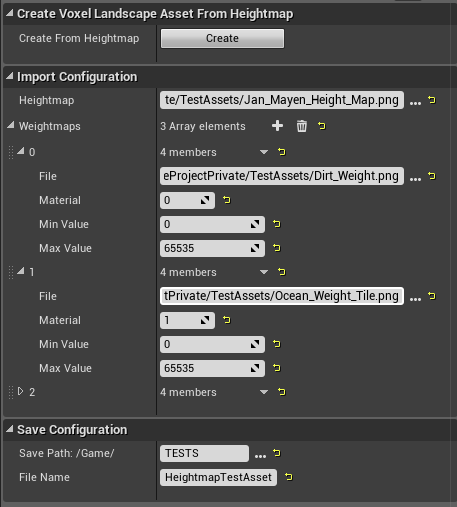 Create Voxel Landscape Asset From Heightmap
Create From Heightmap Create
Import Configuration
Heightmap te/TestAssets/Jan_Mayen_Height_Map.png ...
Weightmaps 3 Array elements
0 4 members
File eProjectPrivate/TestAssets/Dirt_Weight.png ...
Material 0
Min Value 0
Max Value 65535
1 4 members
File tPrivate/TestAssets/Ocean_Weight_Tile.png ...
Material 1
Min Value 0
Max Value 65535
2 4 members
Save Configuration
Save Path: /Game/ TESTS ...
File Name HeightmapTestAsset